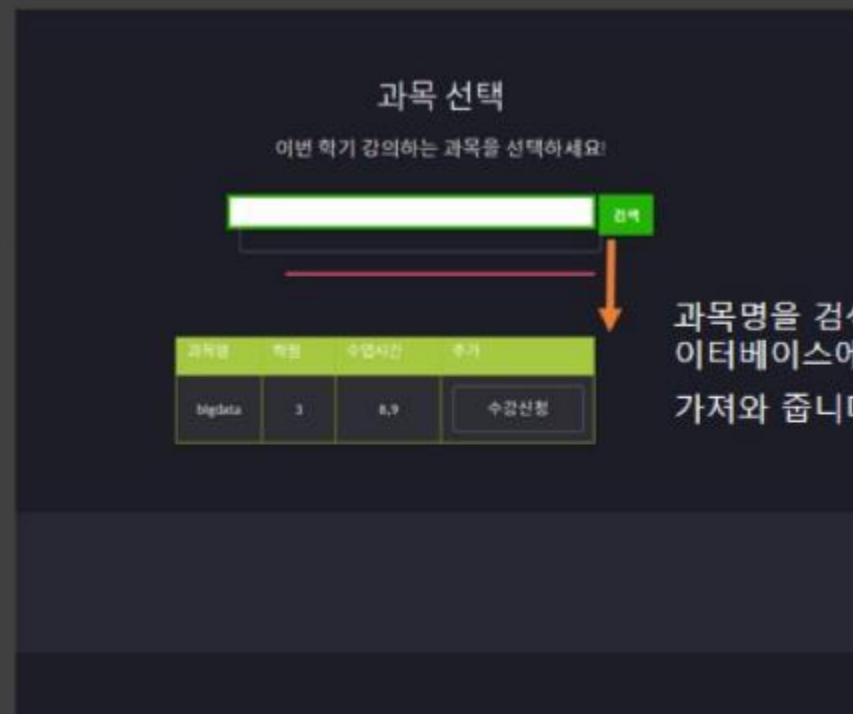 과목 선택
이번 학기 강의하는 과목을 선택하세요!
검색
과목명 학점 수업시간 추가
bigdata 3 8,9 수강신청
과목명을 검
이터베이스에
가져와 줍니